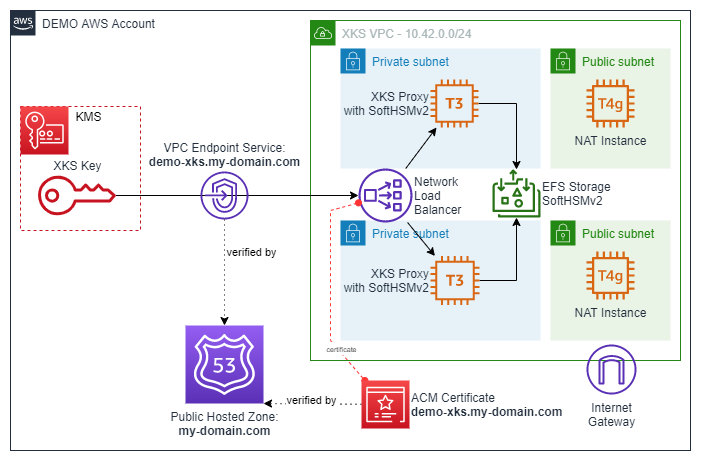 aws
DEMO AWS Account
XKS VPC - 10.42.0.0/24
Private subnet
Public subnet
XKS Proxy
with SoftHSMv2
T3
T4g
NAT Instance
KMS
XKS Key
VPC Endpoint Service:
demo-xks.my-domain.com
Network
Load
Balancer
EFS Storage
SoftHSMv2
Private subnet
Public subnet
XKS Proxy
with SoftHSMv2
T3
T4g
NAT Instance
verified by
53
Public Hosted Zone:
my-domain.com
certificate
verified by
ACM Certificate
demo-xks.my-domain.com
Internet
Gateway